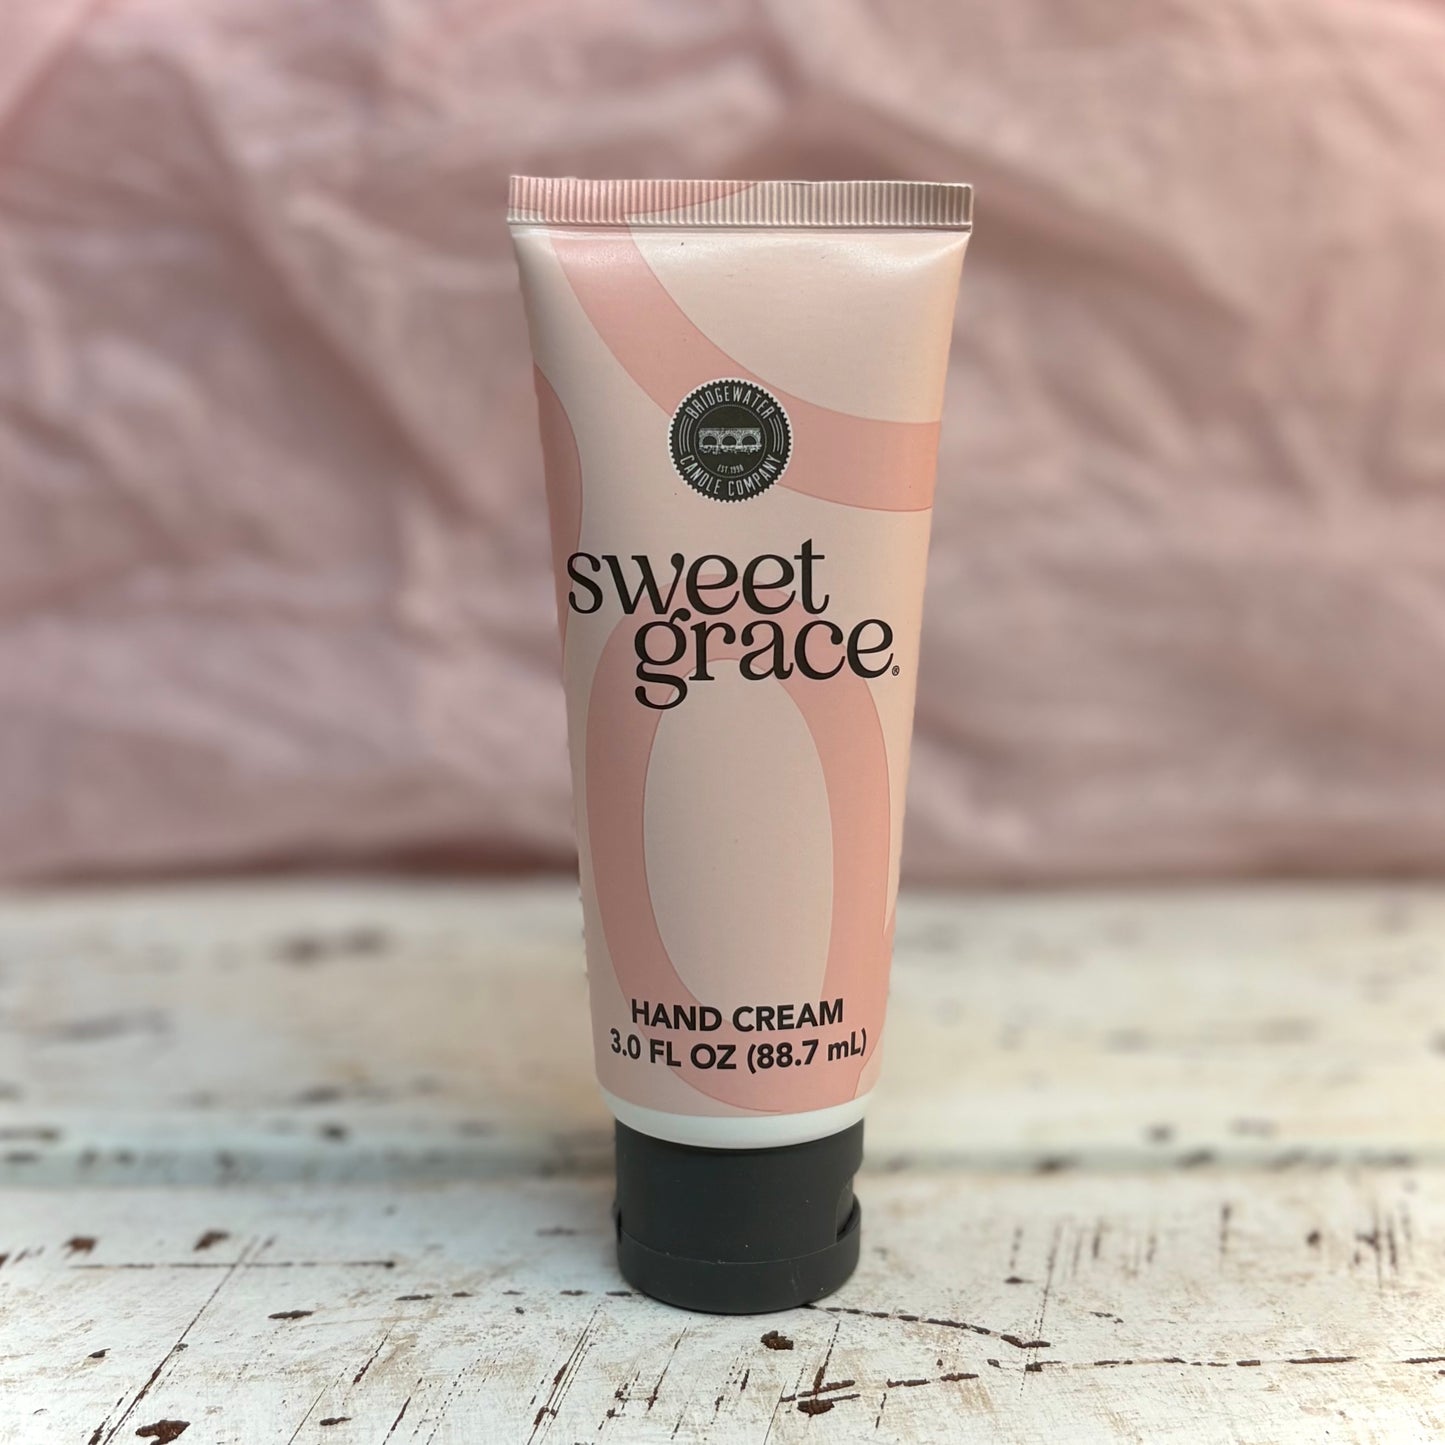 BRIDGEWATER
EST. 1998
CANDLE COMPANY
sweet
grace®
HAND CREAM
3.0 FL OZ (88.7 mL)